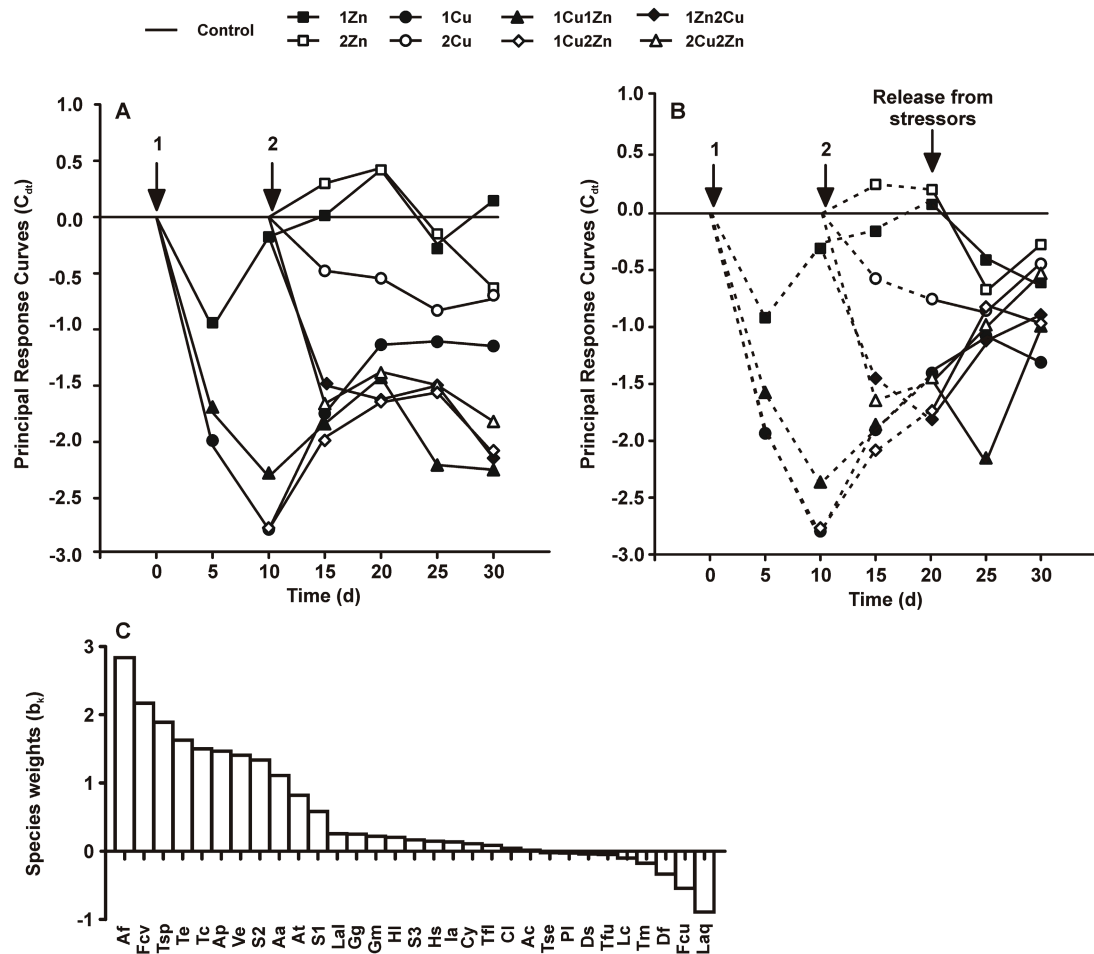 Control
1Zn 1Cu 1Cu1Zn 1Zn2Cu
2Zn 2Cu 1Cu2Zn 2Cu2Zn
A
1
2
1.0
0.5
0.0
-0.5
-1.0
-1.5
-2.0
-2.5
-3.0
Principal Response Curves (Cdt)
0 5 10 15 20 25 30
Time (d)
B
Release from
stressors
1
2
1.0
0.5
0.0
-0.5
-1.0
-1.5
-2.0
-2.5
-3.0
Principal Response Curves (Cdt)
0 5 10 15 20 25 30
Time (d)
C
3
2
1
0
-1
Species weights (bk)
Af Fcv Tsp Te Tc Ap Ve S2 Aa At S1 Lal Gg Gm Hl S3 Hs la Cy Tfl Cl Ac Tse Pl Ds Tfu Lc Tm Df Fcu Laq